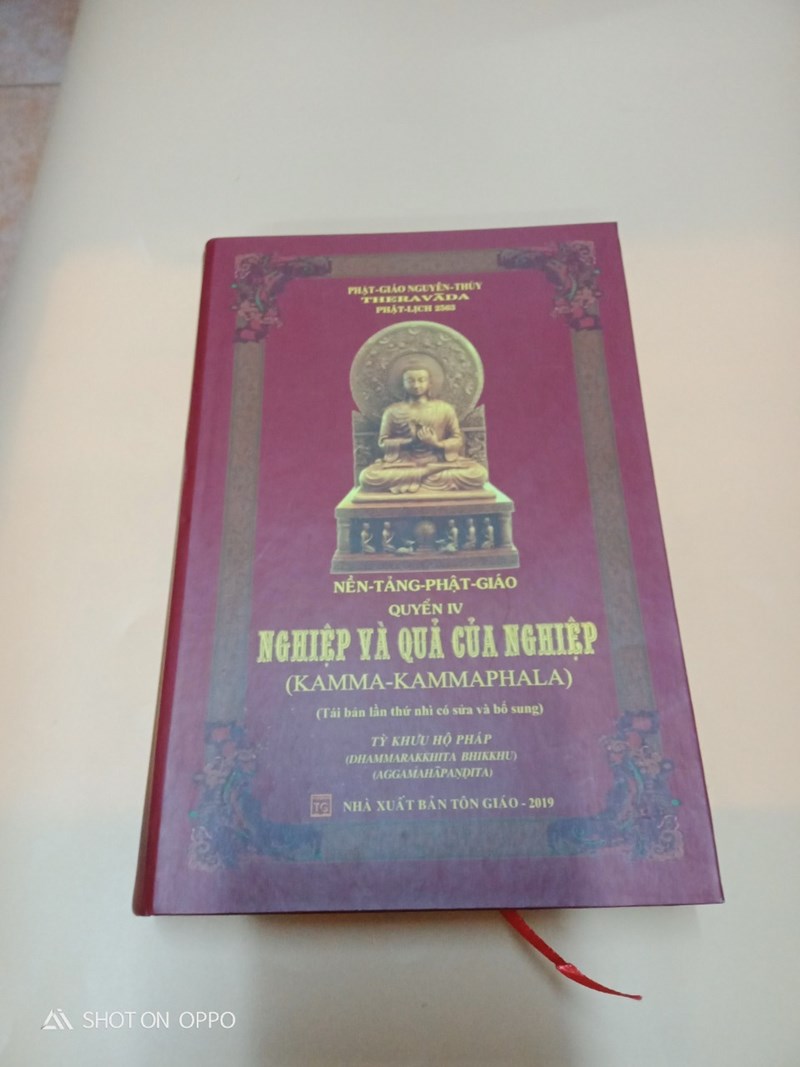 PHẬT-GIÁO NGUYÊN-THỦY
THERAVĀDA
PHẬT-LỊCH 2563
NỀN-TẢNG-PHẬT-GIÁO
QUYỂN IV
NGHIỆP VÀ QUẢ CỦA NGHIỆP
(KAMMA-KAMMAPHALA)
(Tái bản lần thứ nhì có sửa và bổ sung)
TỲ KHƯU HỘ PHÁP
(DHAMMARAKKHITA BHIKKHU)
(AGGAMAHĀPAṆḌITA)
TG NHÀ XUẤT BẢN TÔN GIÁO - 2019
SHOT ON OPPO